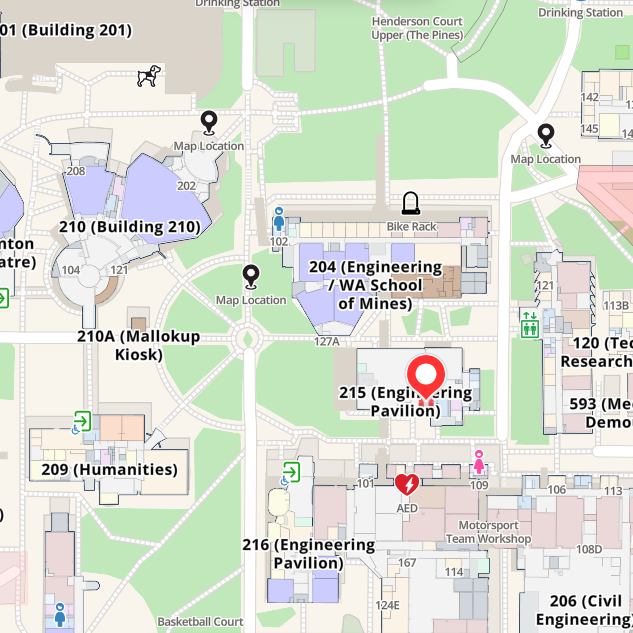 Drinking Station
Drinking Station
Henderson Court
Upper (The Pines)
01 (Building 201)
142
145
14
Map Location
Map Location
208
202
210 (Building 210)
Bike Rack
102
nton
atre)
104
121
204 (Engineering
/ WA School
of Mines)
Map Location
121
113B
127A
210A (Mallokup
Kiosk)
120 (Tec
Research
215 (Engineering
Pavilion)
593 (Me
Demou
209 (Humanities)
101
109
AED
106
113
)
Motorsport
Team Workshop
216 (Engineering
Pavilion)
108D
167
114
124E
206 (Civil
Engineering)
Basketball Court